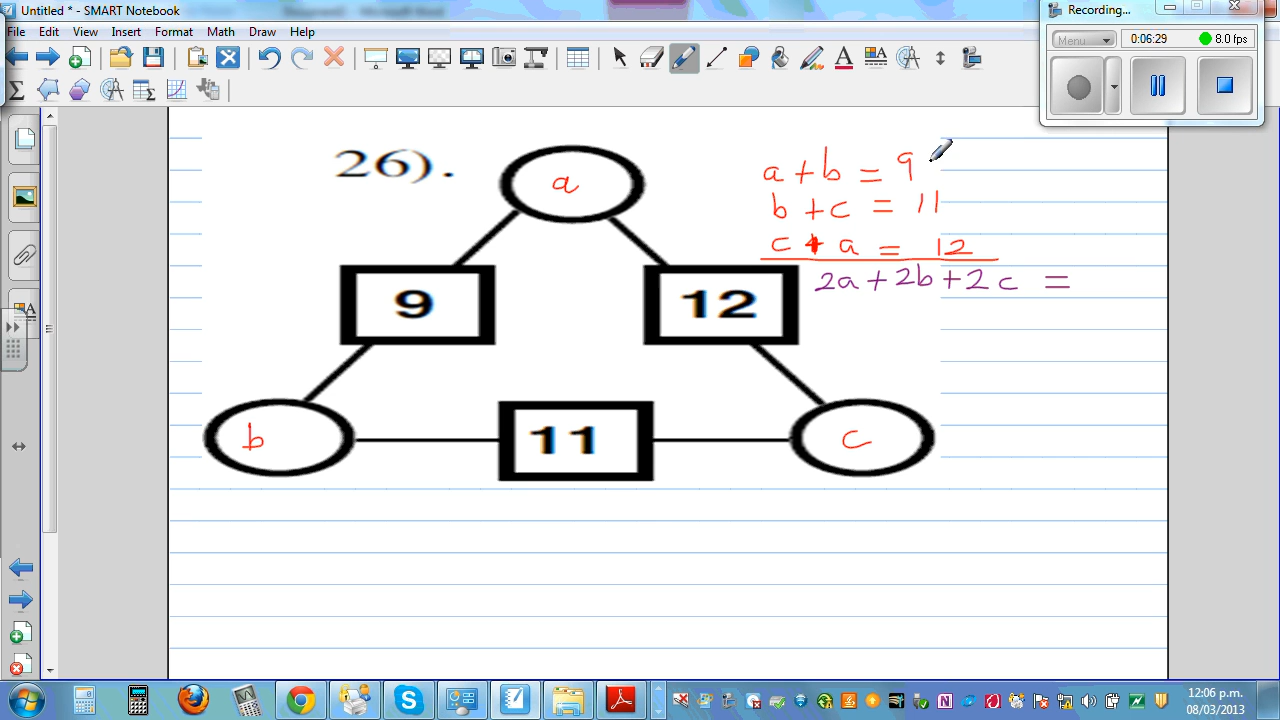 Untitled * - SMART Notebook
Recording...
File Edit View Insert Format Math Draw Help
Menu
0:06:29
8.0 fps
26).
a
a + b = 9
b + c = 11
c + a = 12
2a + 2b + 2c =
9
12
b
11
c
12:06 p.m.
08/03/2013